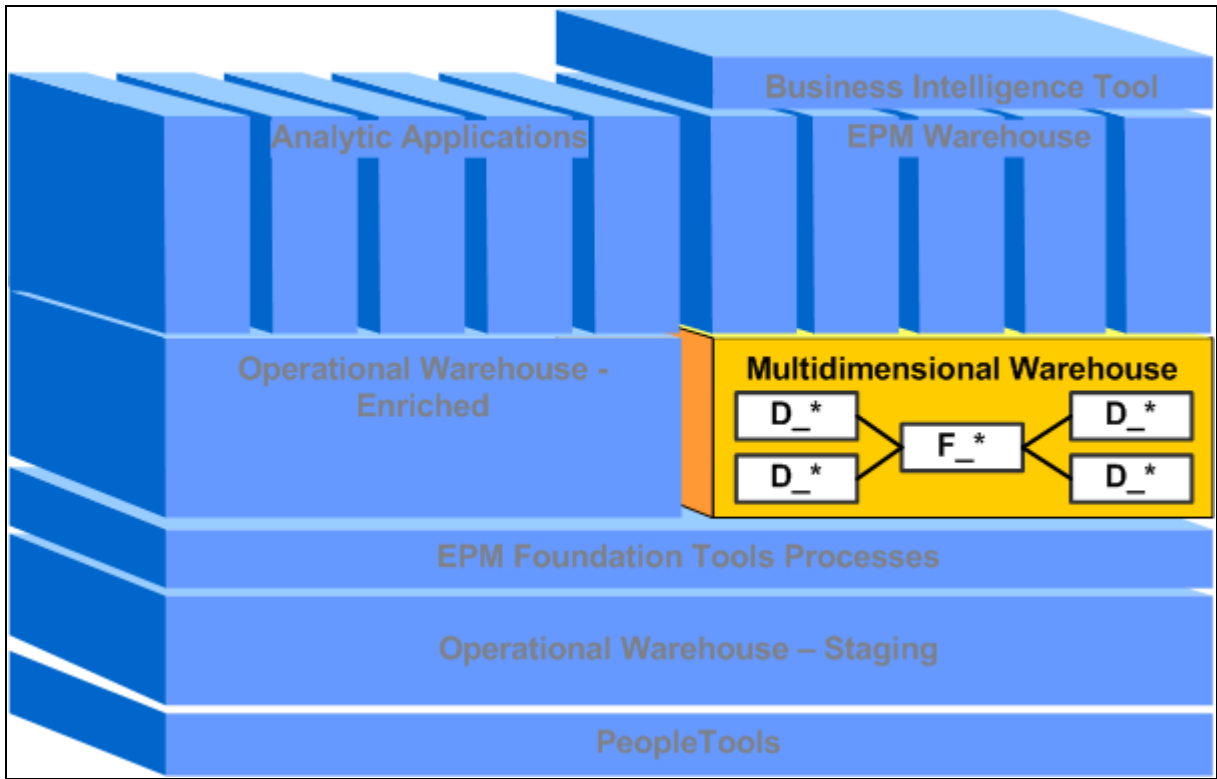 Business Intelligence Tool
Analytic Applications
EPM Warehouse
Operational Warehouse -
Enriched
Multidimensional Warehouse
D_*
D_*
F_*
D_*
D_*
EPM Foundation Tools Processes
Operational Warehouse – Staging
PeopleTools